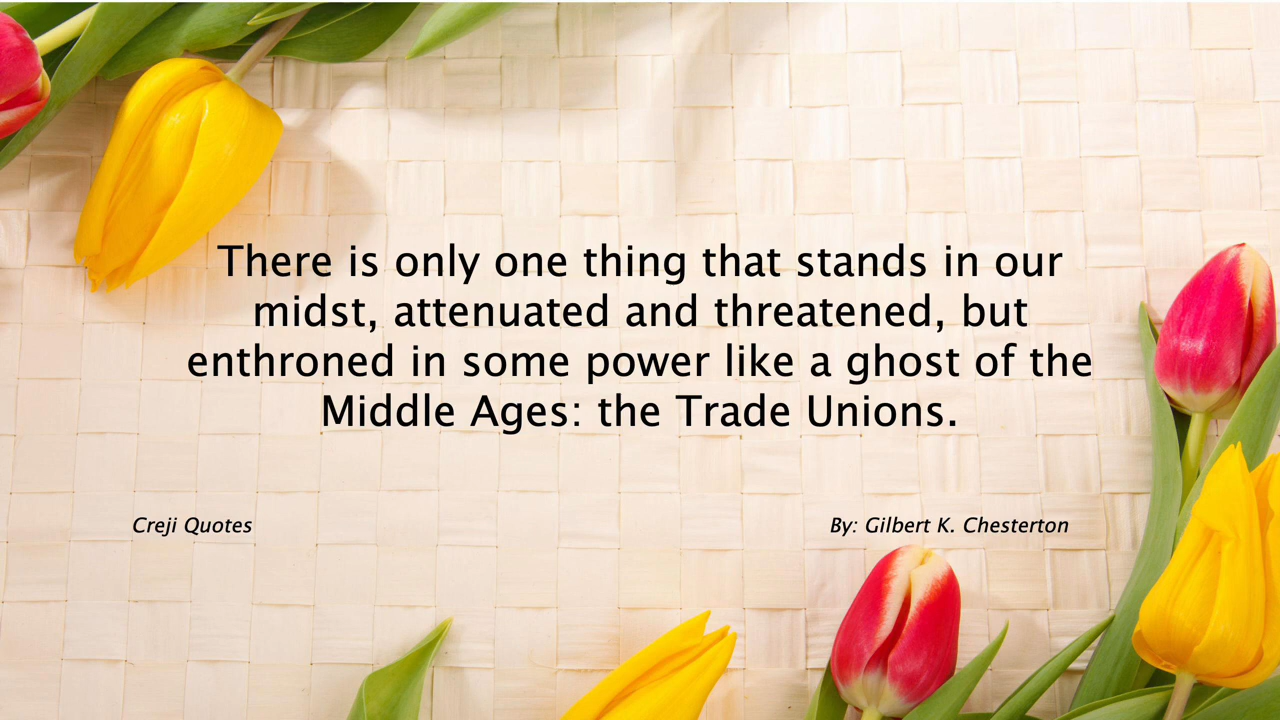 There is only one thing that stands in our
midst, attenuated and threatened, but
enthroned in some power like a ghost of the
Middle Ages: the Trade Unions.
Creji Quotes
By: Gilbert K. Chesterton